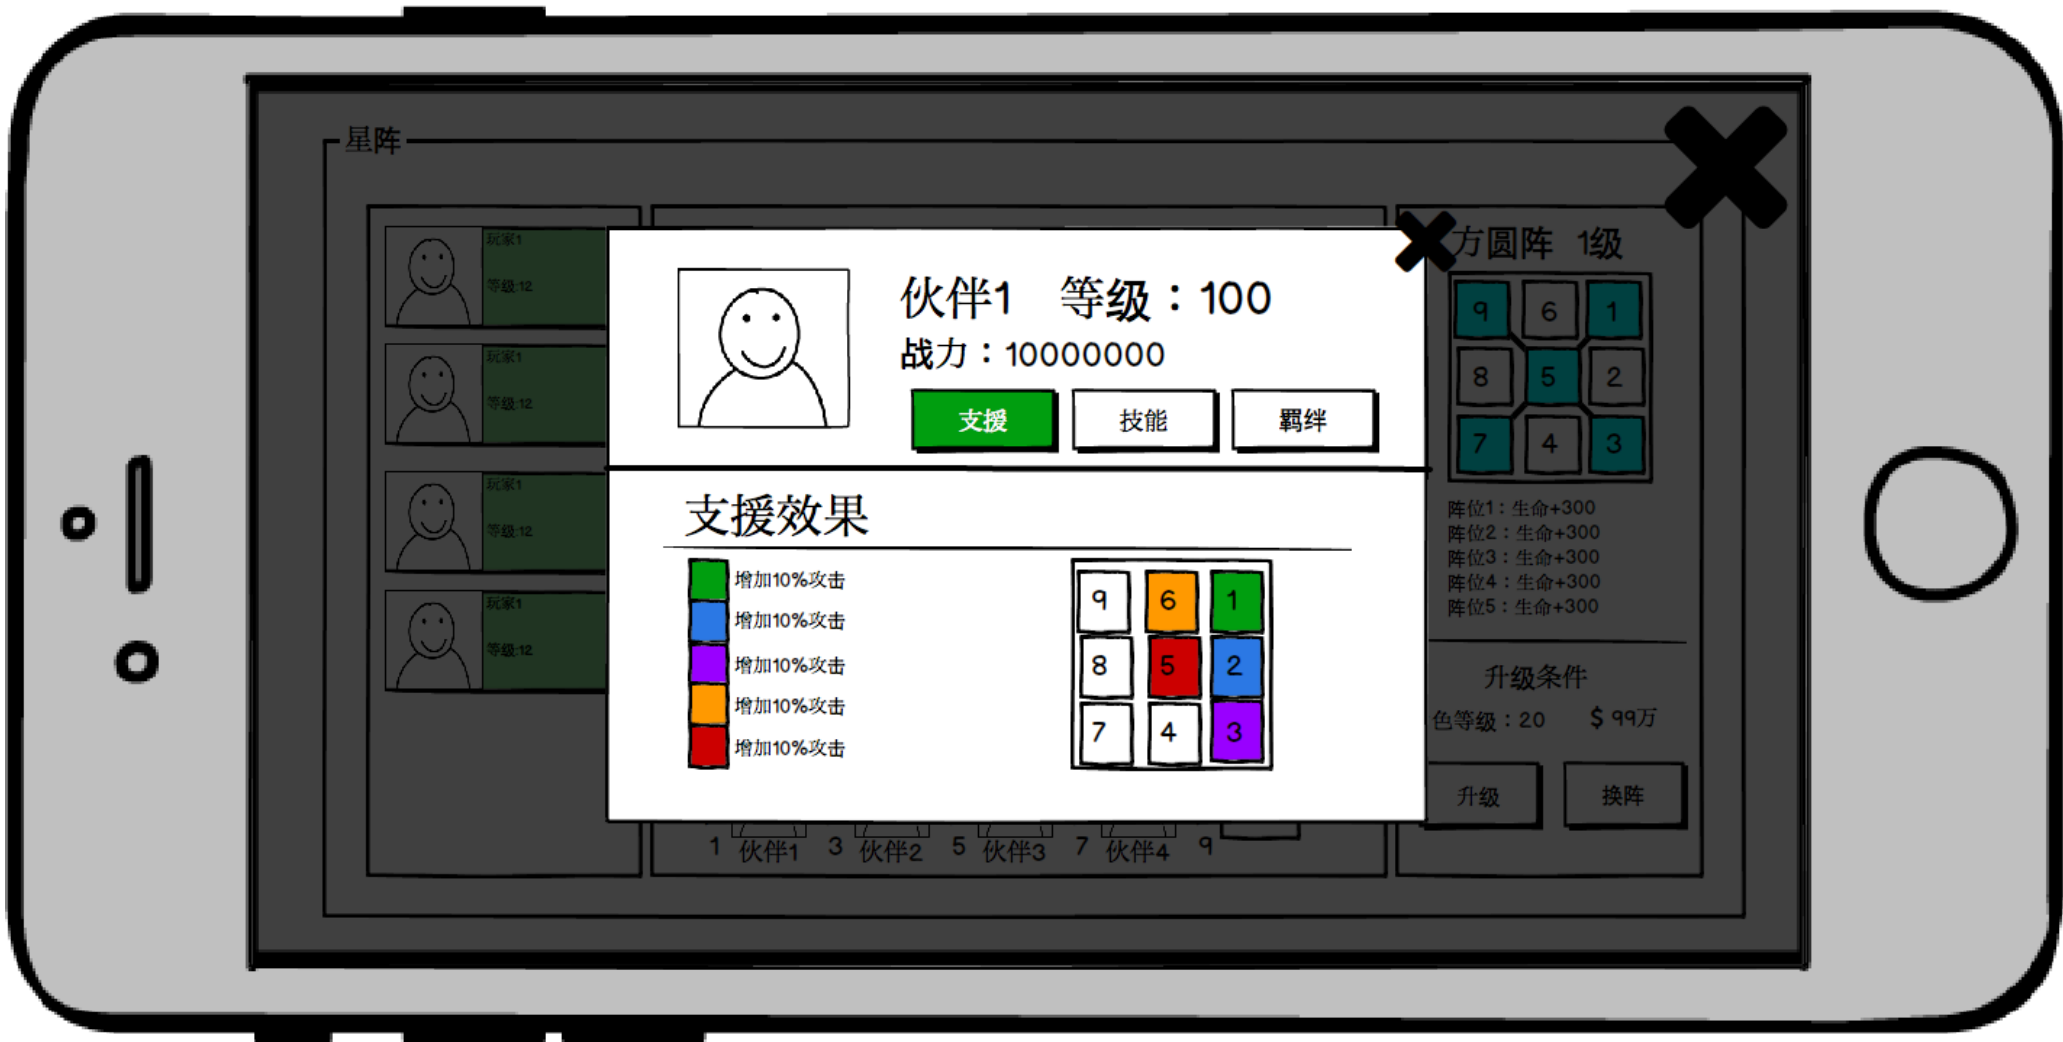 星阵
玩家1
等级:12
玩家1
等级:12
玩家1
等级:12
玩家1
等级:12
伙伴1 等级：100
战力：10000000
支援 技能 羁绊
支援效果
增加10%攻击
增加10%攻击
增加10%攻击
增加10%攻击
增加10%攻击
9 6 1
8 5 2
7 4 3
1 伙伴1 3 伙伴2 5 伙伴3 7 伙伴4 9
方圆阵 1级
9 6 1
8 5 2
7 4 3
阵位1：生命+300
阵位2：生命+300
阵位3：生命+300
阵位4：生命+300
阵位5：生命+300
升级条件
色等级：20 $ 99万
升级 换阵